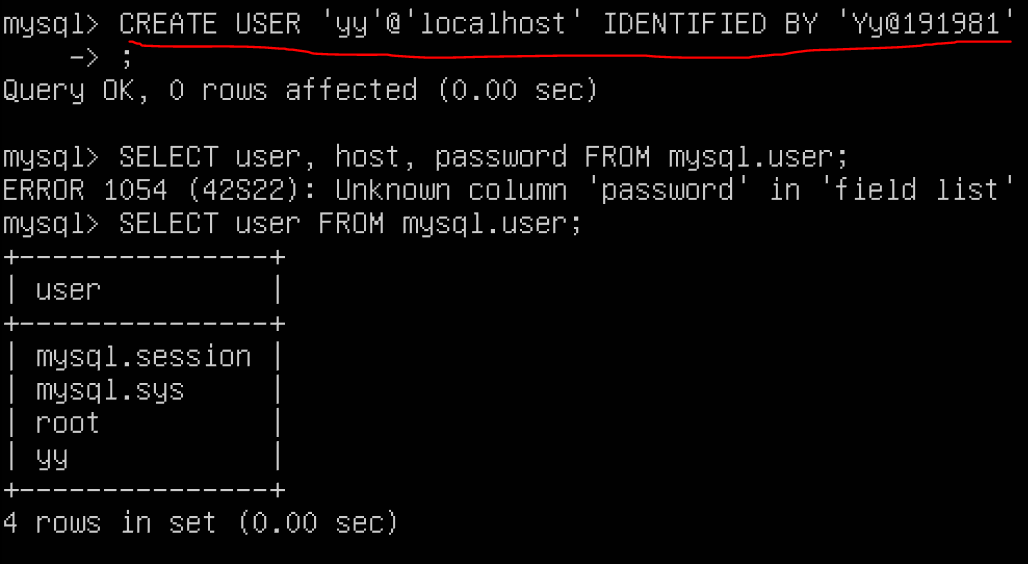 mysql> CREATE USER 'yy'@'localhost' IDENTIFIED BY 'Yy@191981'
    -> ;
Query OK, 0 rows affected (0.00 sec)

mysql> SELECT user, host, password FROM mysql.user;
ERROR 1054 (42S22): Unknown column 'password' in 'field list'
mysql> SELECT user FROM mysql.user;
+---------------+
| user          |
+---------------+
| mysql.session |
| mysql.sys     |
| root          |
| yy            |
+---------------+
4 rows in set (0.00 sec)